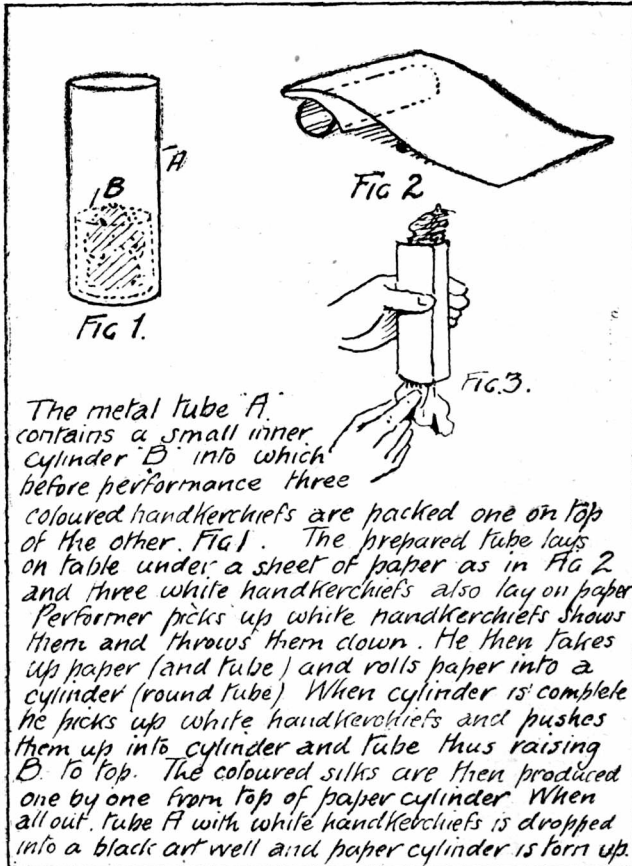 A
B
FIG 1.
FIG 2
FIG.3.
The metal tube "A"
contains a small inner
cylinder "B" into which
before performance three
coloured handkerchiefs are packed one on top
of the other. FIG 1. The prepared tube lays
on table under a sheet of paper as in FIG 2
and three white handkerchiefs also lay on paper
Performer picks up white handkerchiefs shows
them and throws them down. He then takes
up paper (and tube) and rolls paper into a
cylinder (round tube) When cylinder is complete
he picks up white handkerchiefs and pushes
them up into cylinder and tube thus raising
B. to top. The coloured silks are then produced
one by one from top of paper cylinder When
all out. tube A with white handkerchiefs is dropped
into a black art well and paper cylinder is torn up.